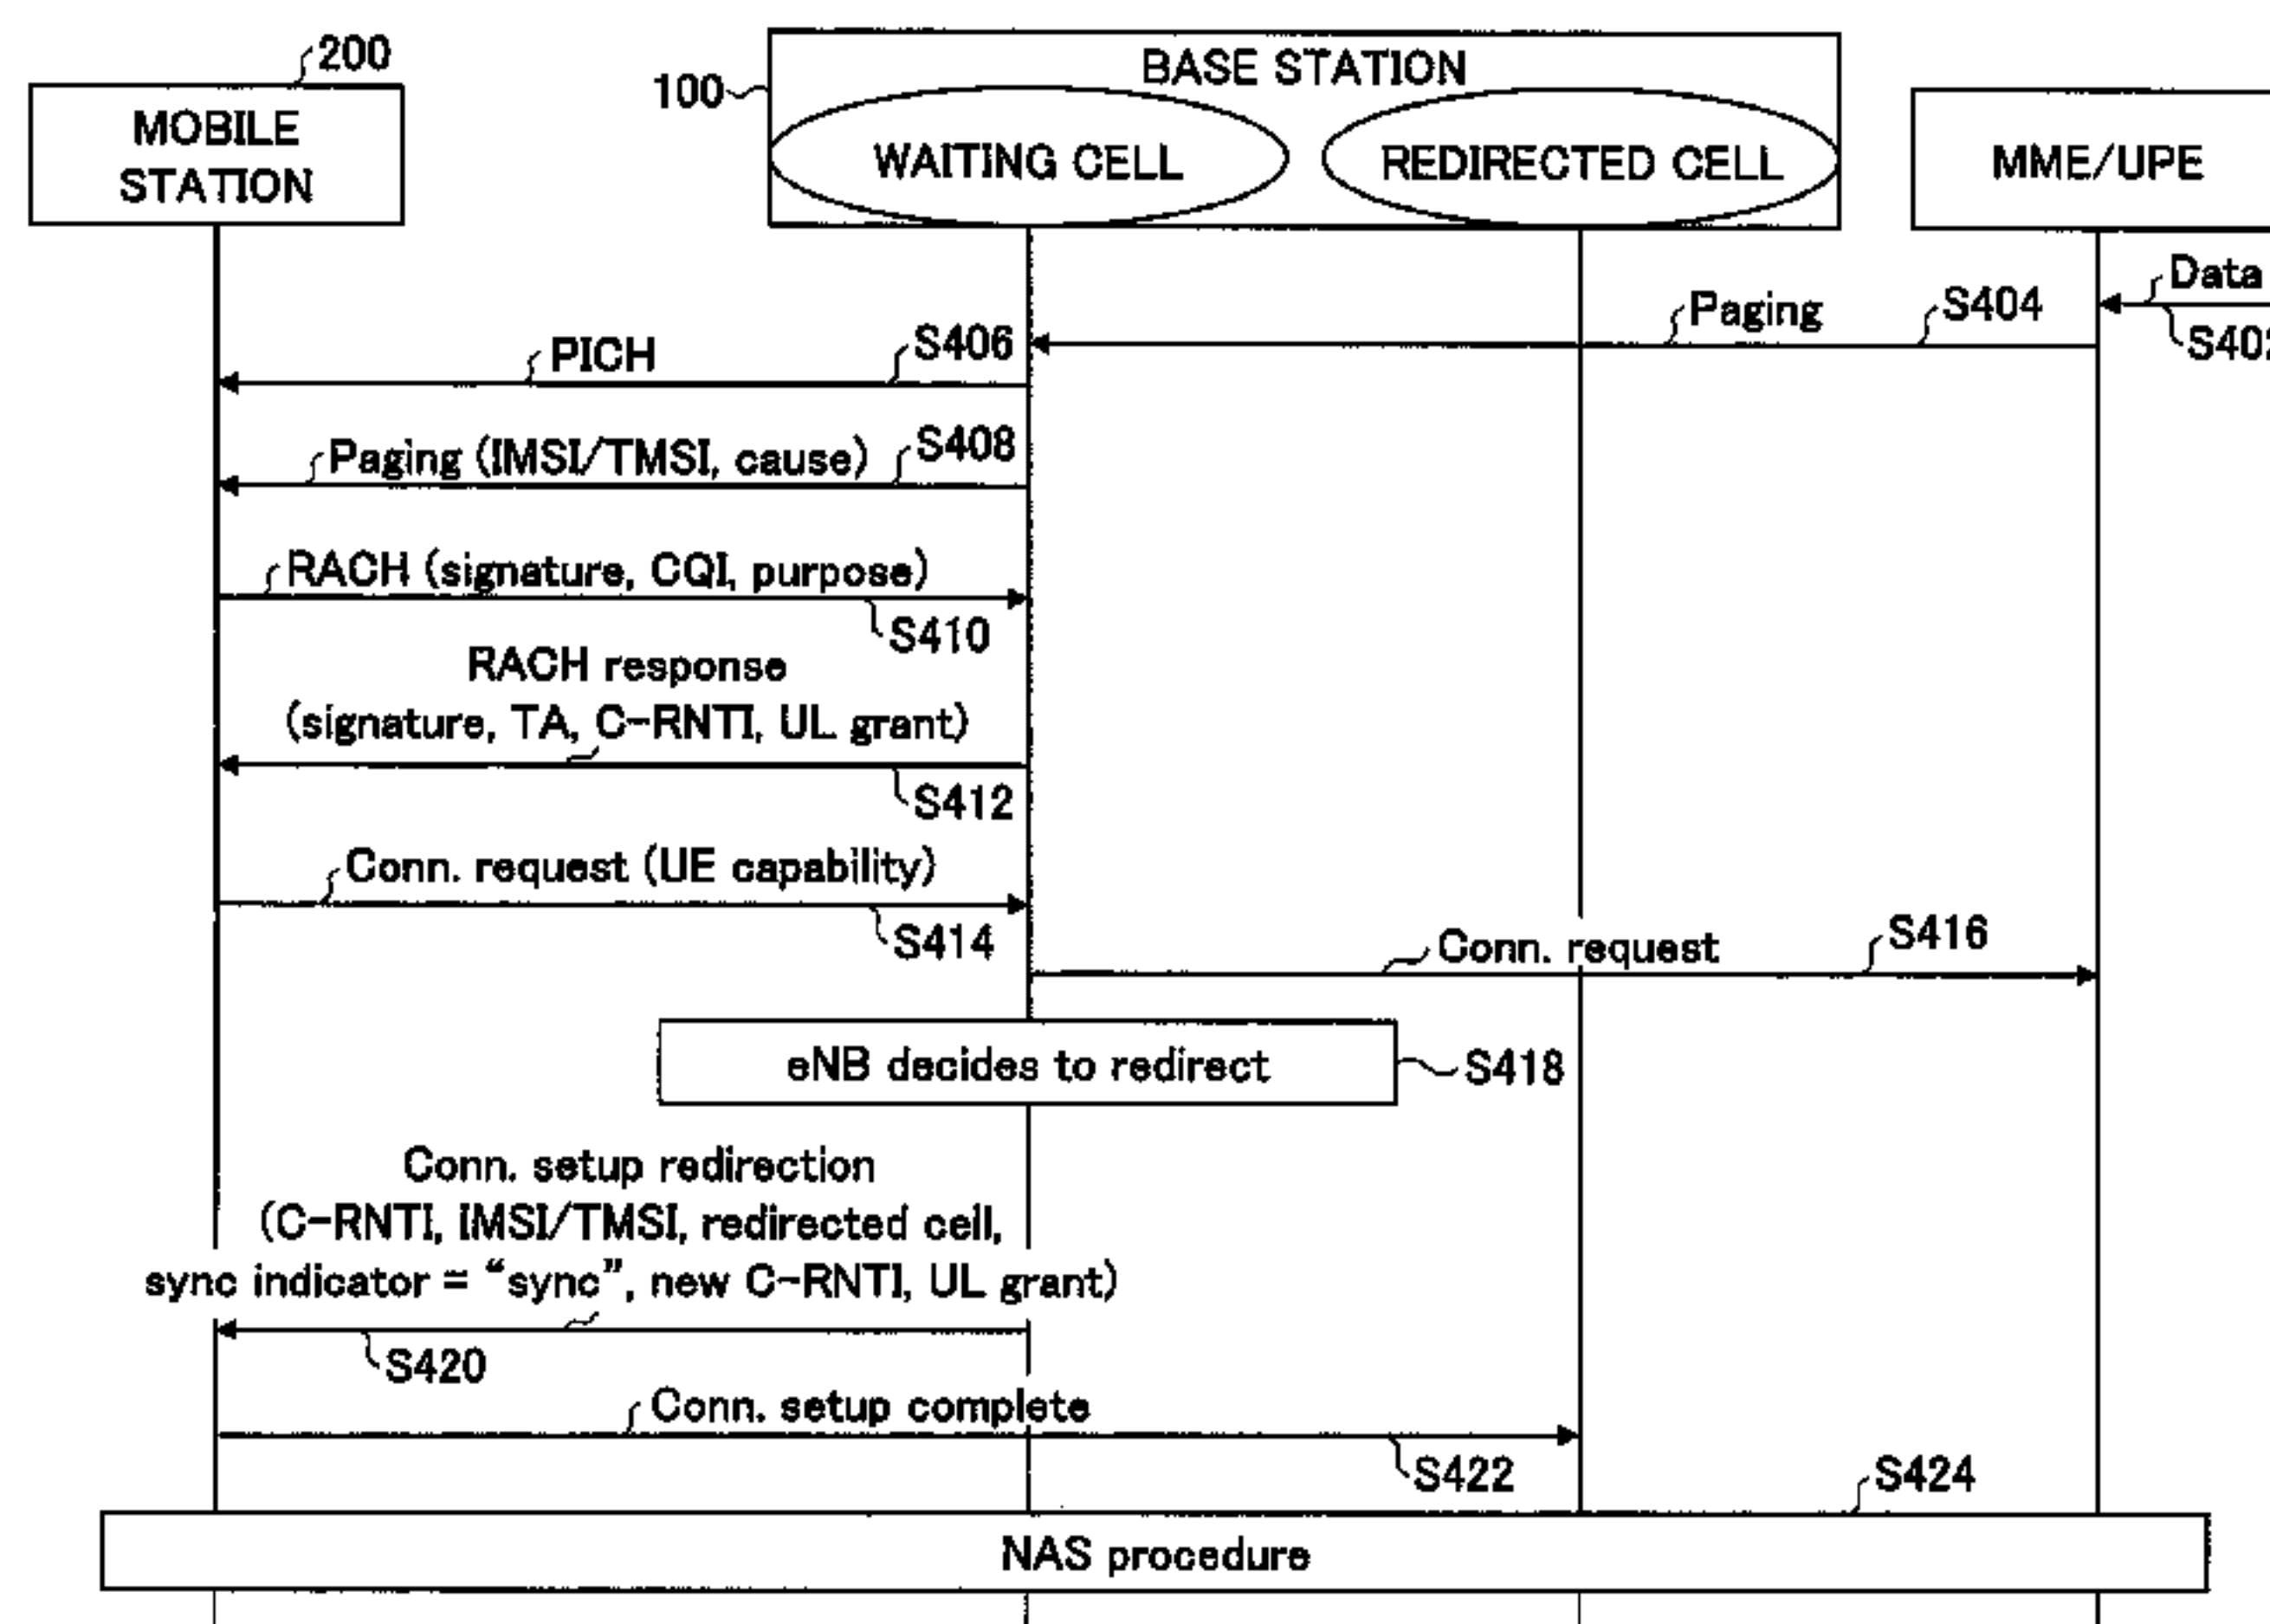 200
MOBILE
STATION
100
BASE STATION
WAITING CELL
REDIRECTED CELL
MME/UPE
Data
S402
Paging
S404
PICH
S406
Paging (IMSI/TMSI, cause)
S408
RACH (signature, CQI, purpose)
S410
RACH response
(signature, TA, C-RNTI, UL grant)
S412
Conn. request (UE capability)
S414
Conn. request
S416
eNB decides to redirect
S418
Conn. setup redirection
(C-RNTI, IMSI/TMSI, redirected cell,
sync indicator = “sync”, new C-RNTI, UL grant)
S420
Conn. setup complete
S422
S424
NAS procedure